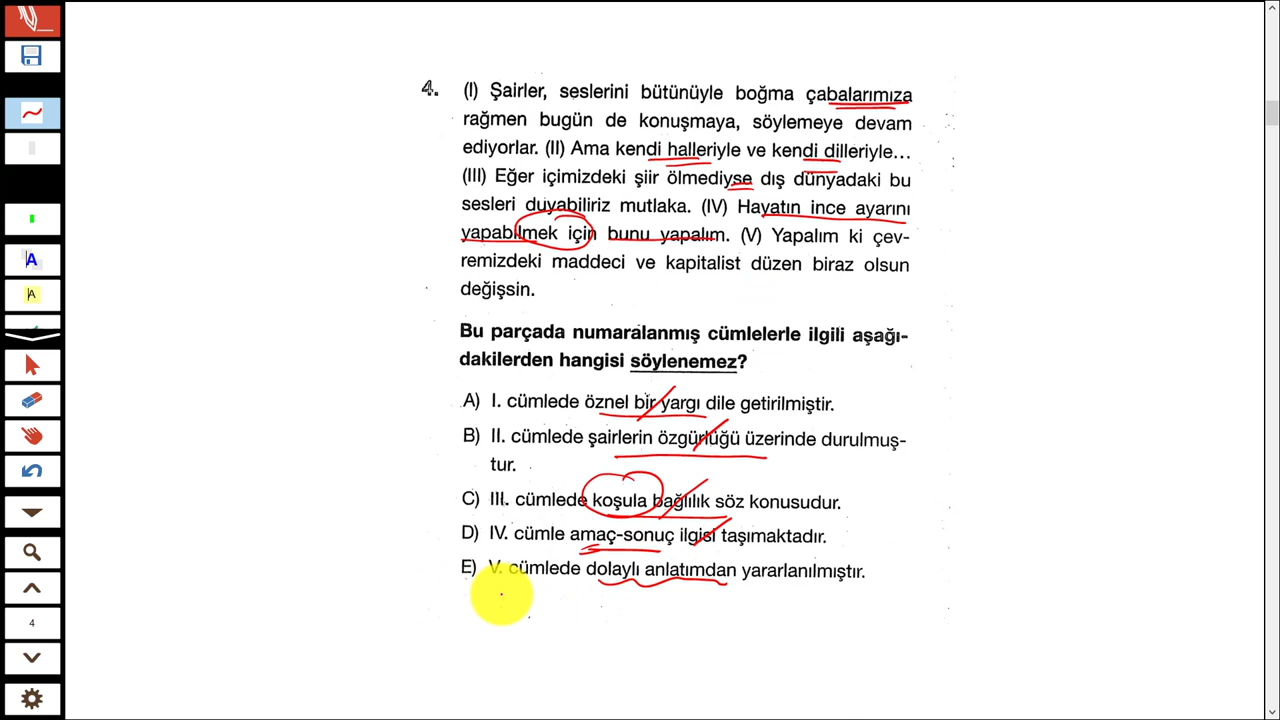 4. (I) Şairler, seslerini bütünüyle boğma çabalarımıza
rağmen bugün de konuşmaya, söylemeye devam
ediyorlar. (II) Ama kendi halleriyle ve kendi dilleriyle...
(III) Eğer içimizdeki şiir ölmediyse dış dünyadaki bu
sesleri duyabiliriz mutlaka. (IV) Hayatın ince ayarını
yapabilmek için bunu yapalım. (V) Yapalım ki çev-
remizdeki maddeci ve kapitalist düzen biraz olsun
değişsin.
Bu parçada numaralanmış cümlelerle ilgili aşağı-
dakilerden hangisi söylenemez?
A) I. cümlede öznel bir yargı dile getirilmiştir.
B) II. cümlede şairlerin özgürlüğü üzerinde durulmuş-
tur.
C) III. cümlede koşula bağlılık söz konusudur.
D) IV. cümle amaç-sonuç ilgisi taşımaktadır.
E) V. cümlede dolaylı anlatımdan yararlanılmıştır.
A
A
4